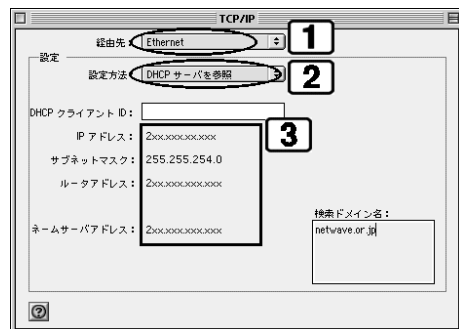 TCP/IP
経由先： Ethernet 1
設定
設定方法： DHCP サーバを参照 2
DHCP クライアント ID：
3
IP アドレス： 2xx.xxx.xx.xxx
サブネットマスク： 255.255.254.0
ルータアドレス： 2xx.xxx.xxx.xxx
ネームサーバアドレス： 2xx.xxx.xxx.xxx
検索ドメイン名：
netwave.or.jp
?